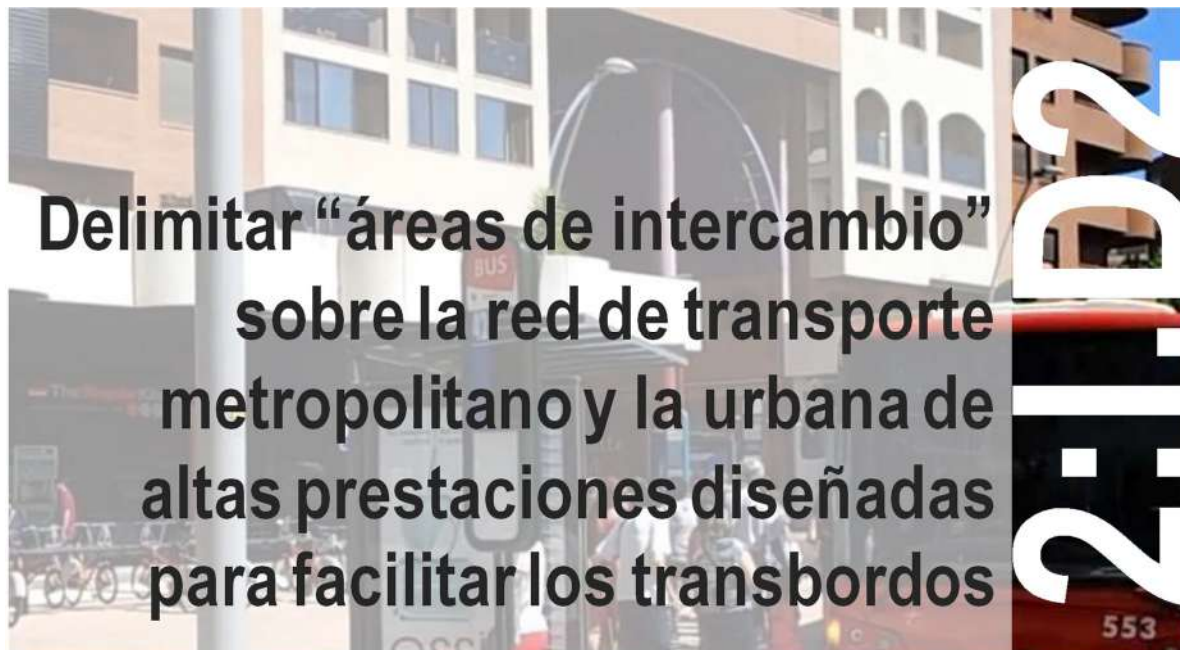 Delimitar “áreas de intercambio”
sobre la red de transporte
metropolitano y la urbana de
altas prestaciones diseñadas
para facilitar los transbordos
2.i.D2
BUS
553